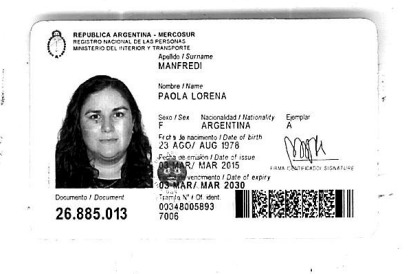 REPUBLICA ARGENTINA - MERCOSUR
REGISTRO NACIONAL DE LAS PERSONAS
MINISTERIO DEL INTERIOR Y TRANSPORTE
Apellido / Surname
MANFREDI
Nombre / Name
PAOLA LORENA
Sexo / Sex Nacionalidad / Nationality Ejemplar
F ARGENTINA A
Fecha de nacimiento / Date of birth
23 AGO/ AUG 1978
Fecha de emisión / Date of issue
03 MAR/ MAR 2015
FIRMA IDENTIFICADO/ SIGNATURE
vencimiento / Date of expiry
03 MAR/ MAR 2030
Documento / Document
Trámite N° / Of. ident.
26.885.013
00348005893
7006